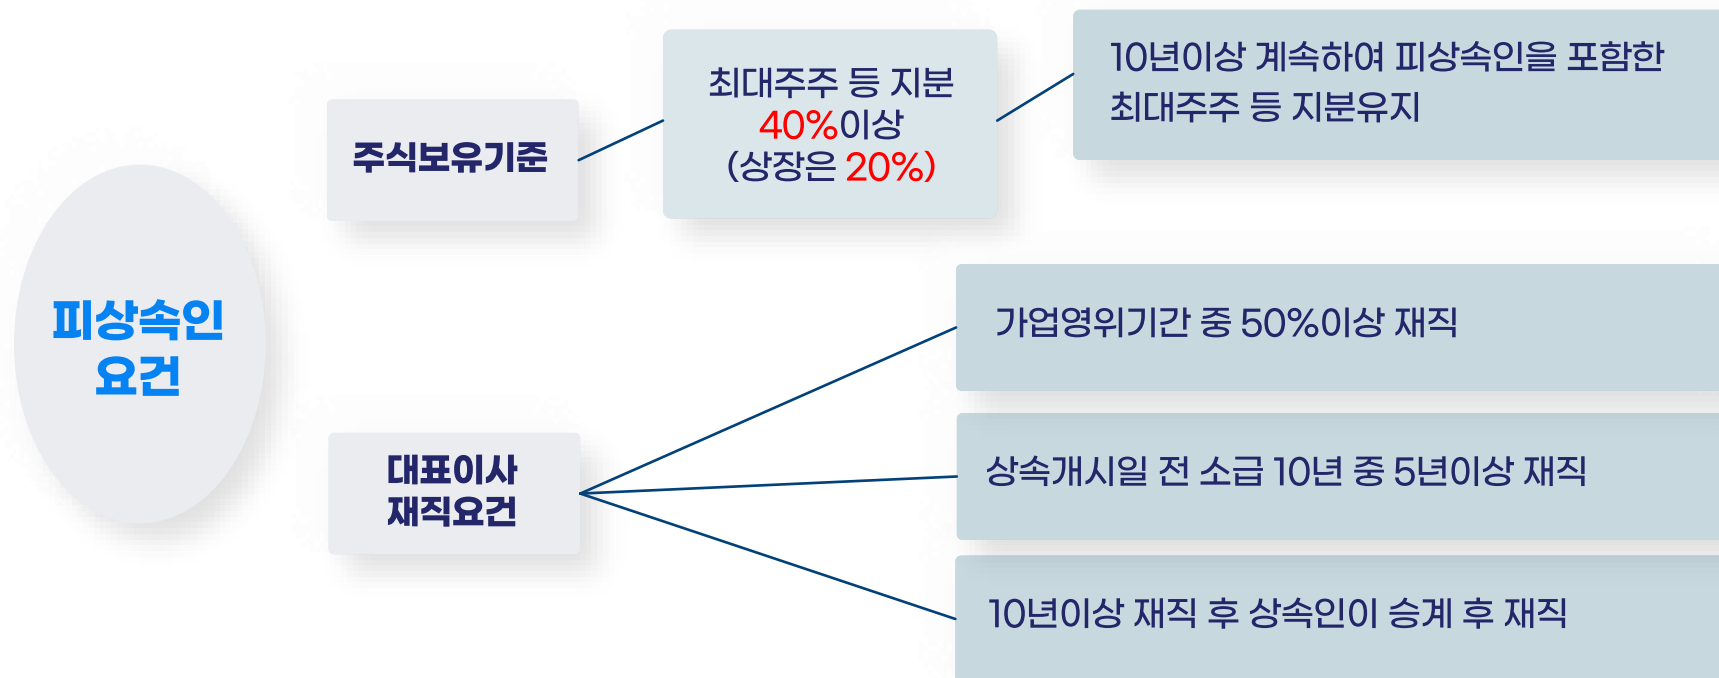 피상속인
요건
주식보유기준
최대주주 등 지분
40%이상
(상장은 20%)
10년이상 계속하여 피상속인을 포함한
최대주주 등 지분유지
대표이사
재직요건
가업영위기간 중 50%이상 재직
상속개시일 전 소급 10년 중 5년이상 재직
10년이상 재직 후 상속인이 승계 후 재직